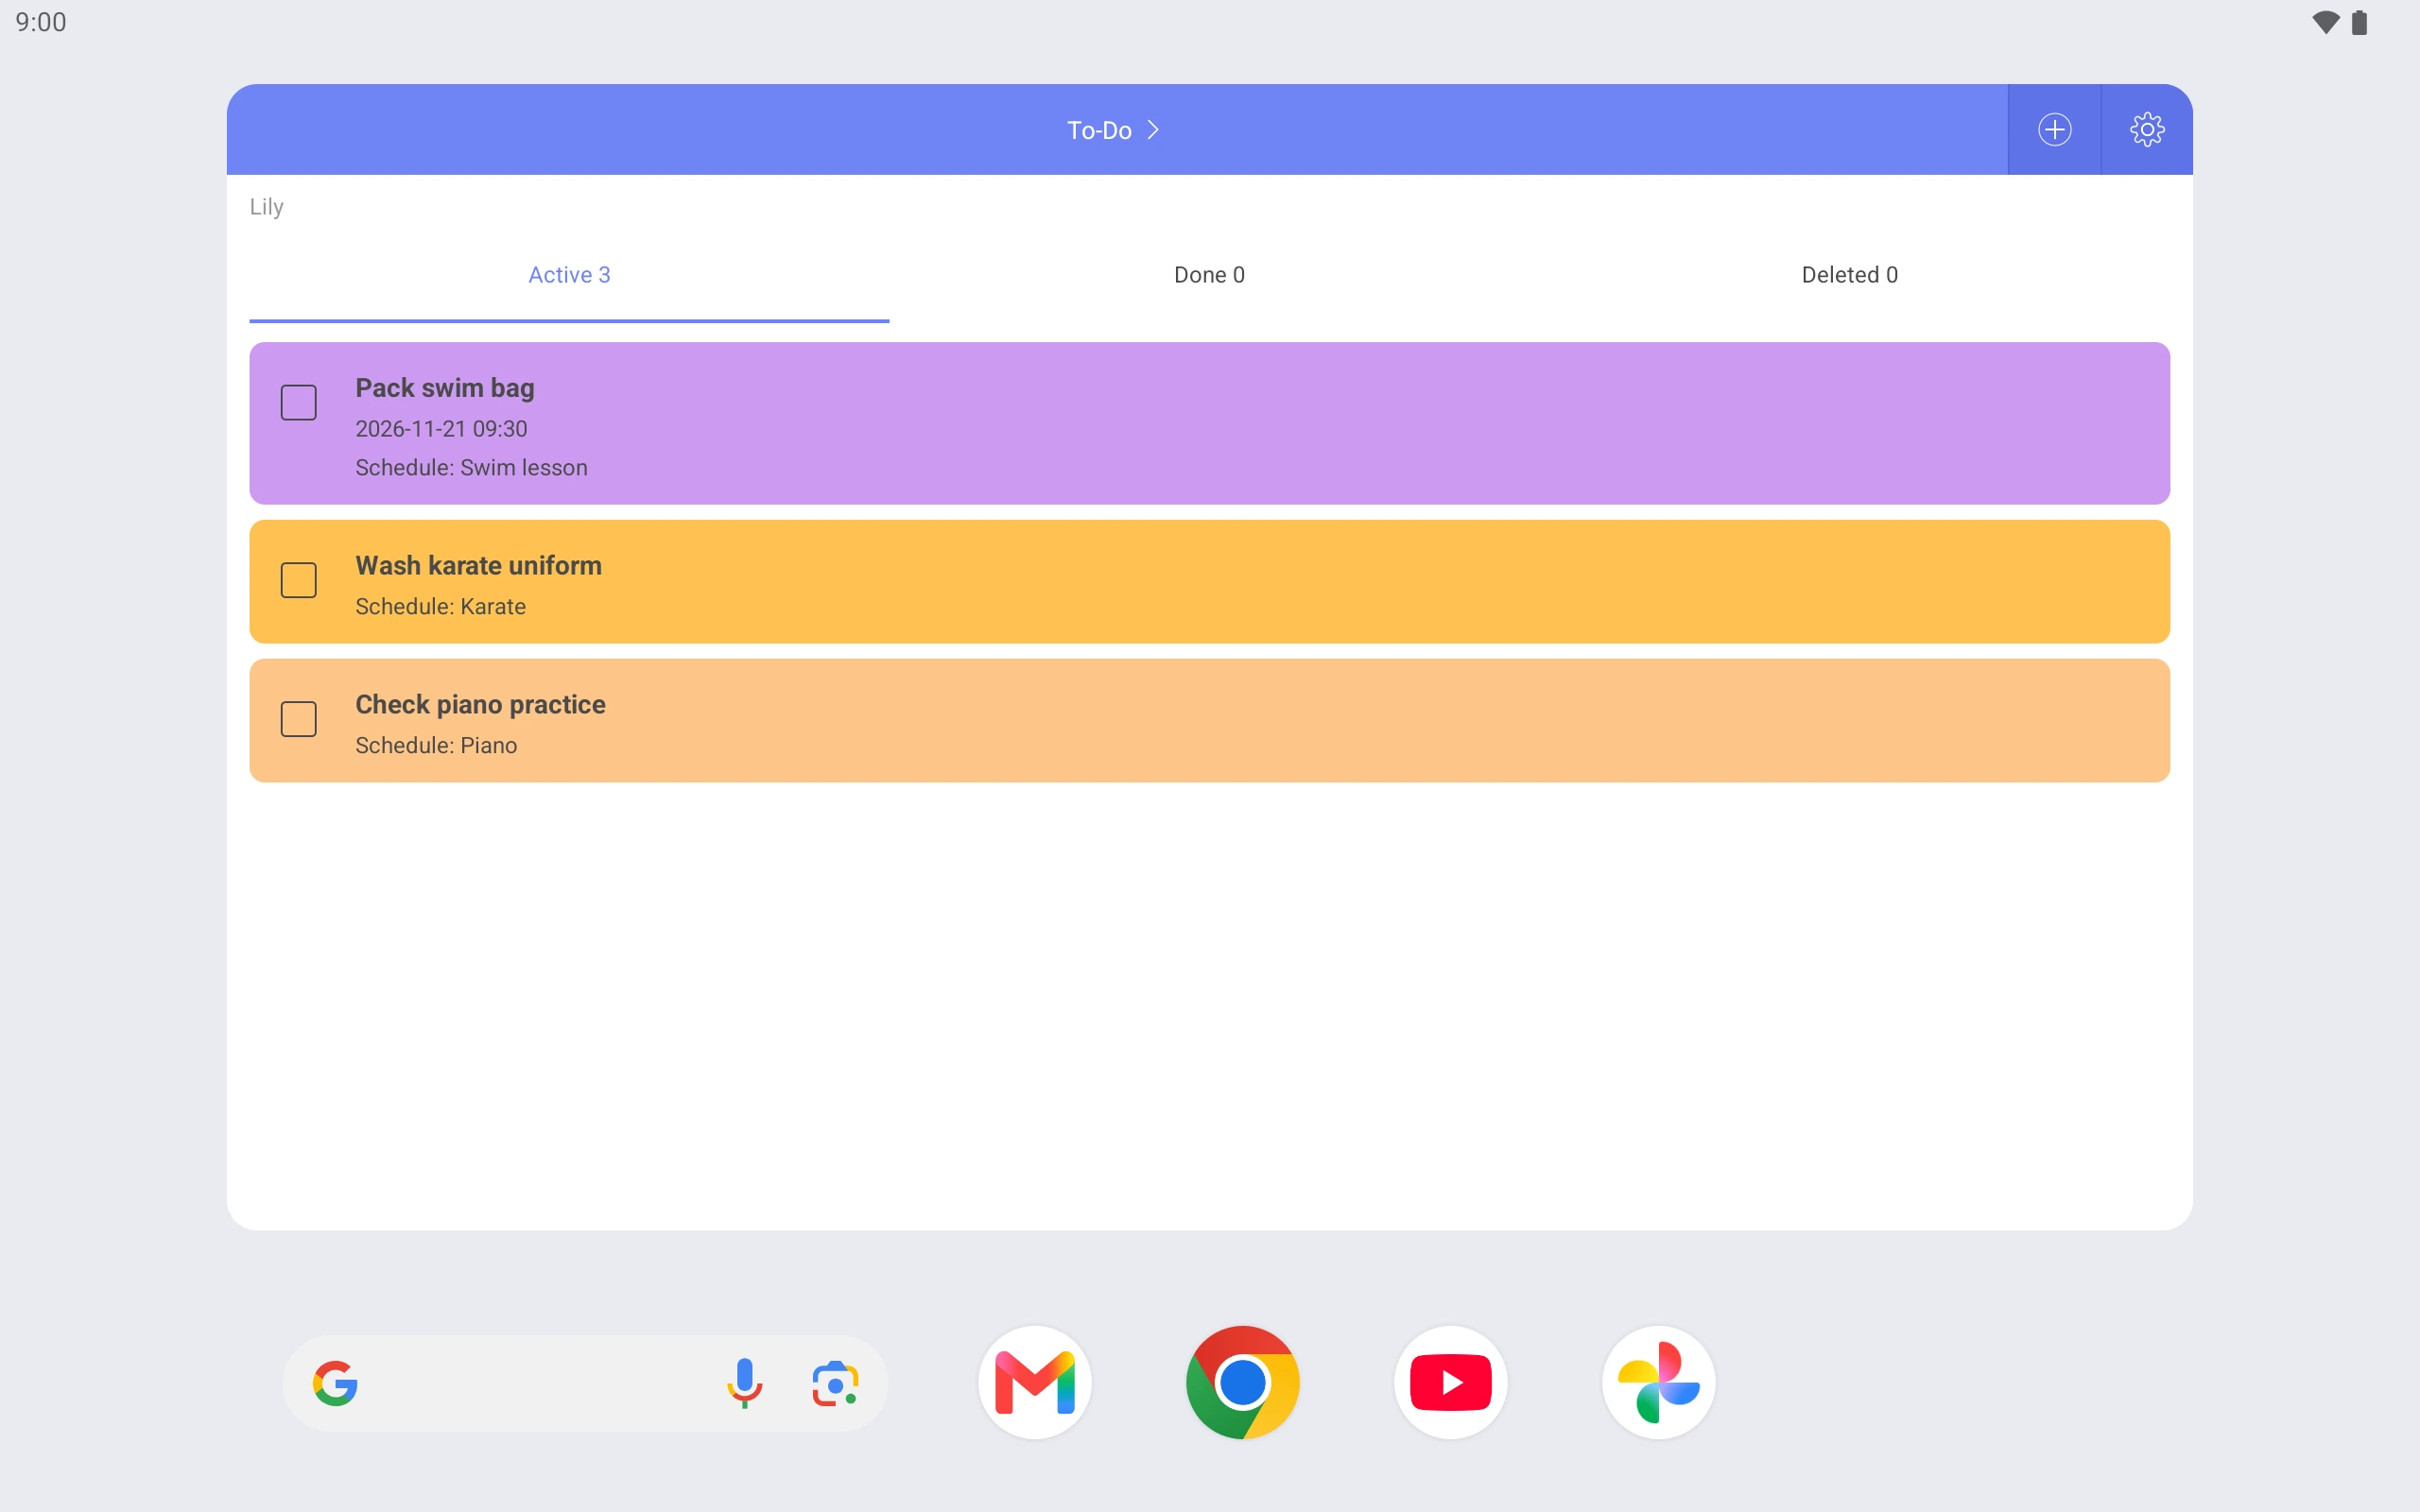 9:00
To-Do
Lily
Active 3
Done 0
Deleted 0
Pack swim bag
2026-11-21 09:30
Schedule: Swim lesson
Wash karate uniform
Schedule: Karate
Check piano practice
Schedule: Piano